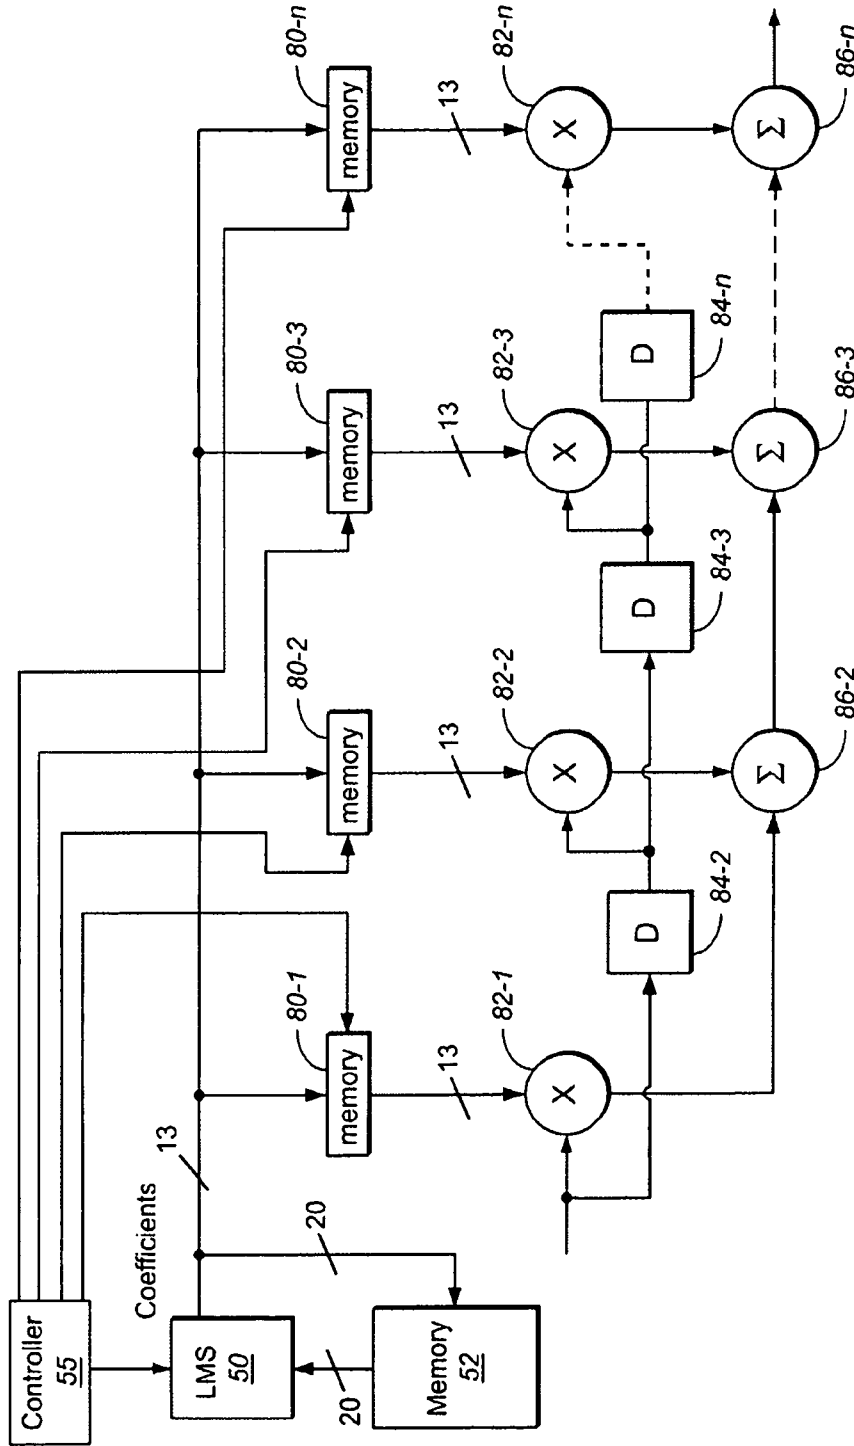 Controller
55
LMS
50
Memory
52
Coefficients
13
20
20
80-1
memory
13
82-1
X
84-2
D
80-2
memory
13
82-2
X
86-2
Σ
84-3
D
80-3
memory
13
82-3
X
86-3
Σ
84-n
D
80-n
memory
13
82-n
X
86-n
Σ